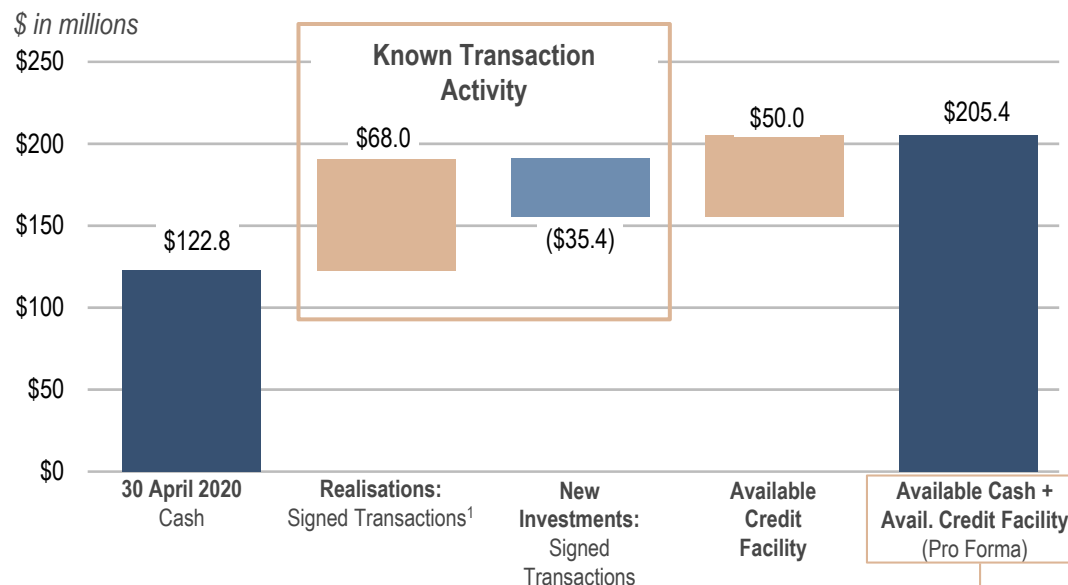 $ in millions
$250
$200
$150
$100
$50
$0
Known Transaction
Activity
$122.8
$68.0
($35.4)
$50.0
$205.4
30 April 2020
Cash
Realisations:
Signed Transactions¹
New
Investments:
Signed
Transactions
Available
Credit
Facility
Available Cash +
Avail. Credit Facility
(Pro Forma)